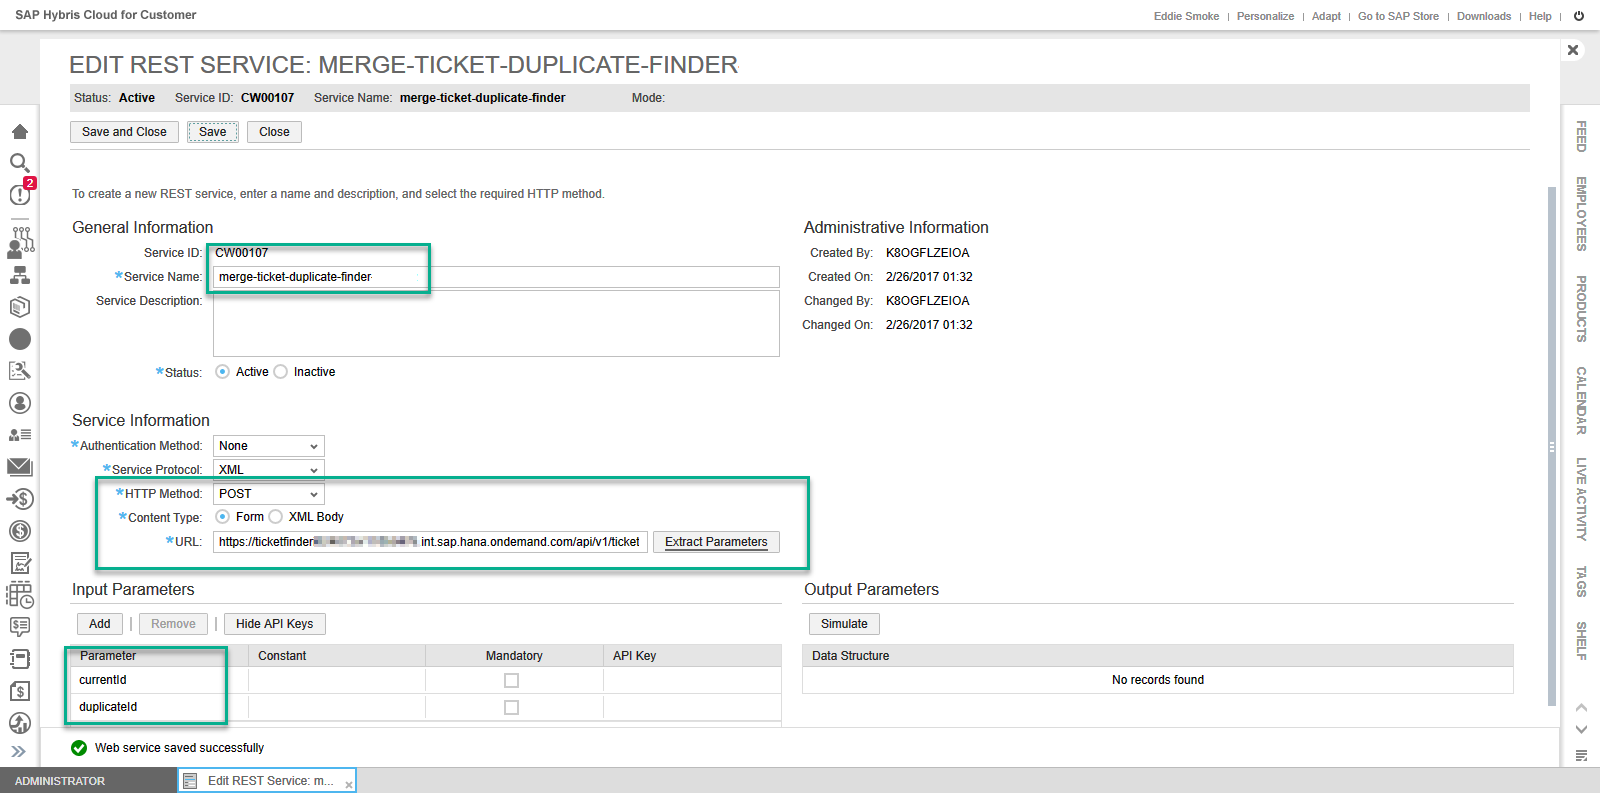 SAP Hybris Cloud for Customer
Eddie Smoke | Personalize | Adapt | Go to SAP Store | Downloads | Help |
EDIT REST SERVICE: MERGE-TICKET-DUPLICATE-FINDER
Status: Active Service ID: CW00107 Service Name: merge-ticket-duplicate-finder Mode:
Save and Close Save Close
2
To create a new REST service, enter a name and description, and select the required HTTP method.
General Information
Service ID: CW00107
*Service Name: merge-ticket-duplicate-finder
Service Description:
*Status: Active Inactive
Administrative Information
Created By: K8OGFLZEIOA
Created On: 2/26/2017 01:32
Changed By: K8OGFLZEIOA
Changed On: 2/26/2017 01:32
Service Information
*Authentication Method: None
*Service Protocol: XML
*HTTP Method: POST
*Content Type: Form XML Body
*URL: https://ticketfinder .int.sap.hana.ondemand.com/api/v1/ticket Extract Parameters
Input Parameters
Add | Remove | Hide API Keys
Parameter Constant Mandatory API Key
currentId
duplicateId
Output Parameters
Simulate
Data Structure
No records found
Web service saved successfully
ADMINISTRATOR Edit REST Service: m... ×
FEED
EMPLOYEES
PRODUCTS
CALENDAR
LIVE ACTIVITY
TAGS
SHELF